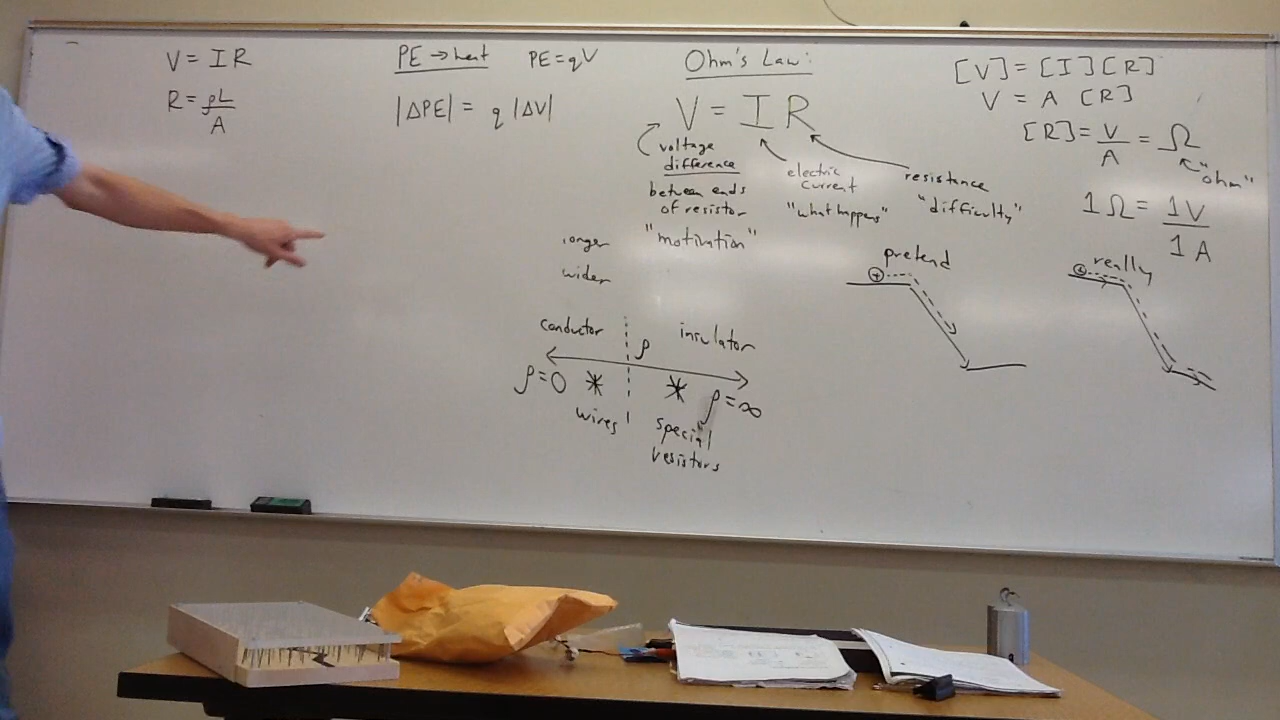 V = IR
R = ρL/A
PE → heat PE = qV
|ΔPE| = q |ΔV|
Ohm's Law:
V = I R
voltage
difference
between ends
of resistor
"motivation"
electric
current
"what happens"
resistance
"difficulty"
[V] = [I][R]
V = A [R]
[R] = V/A = Ω
"ohm"
1Ω = 1V/1A
longer
wider
conductor ρ insulator
ρ=0 ρ=∞
wires
special
resistors
pretend
+
really
+